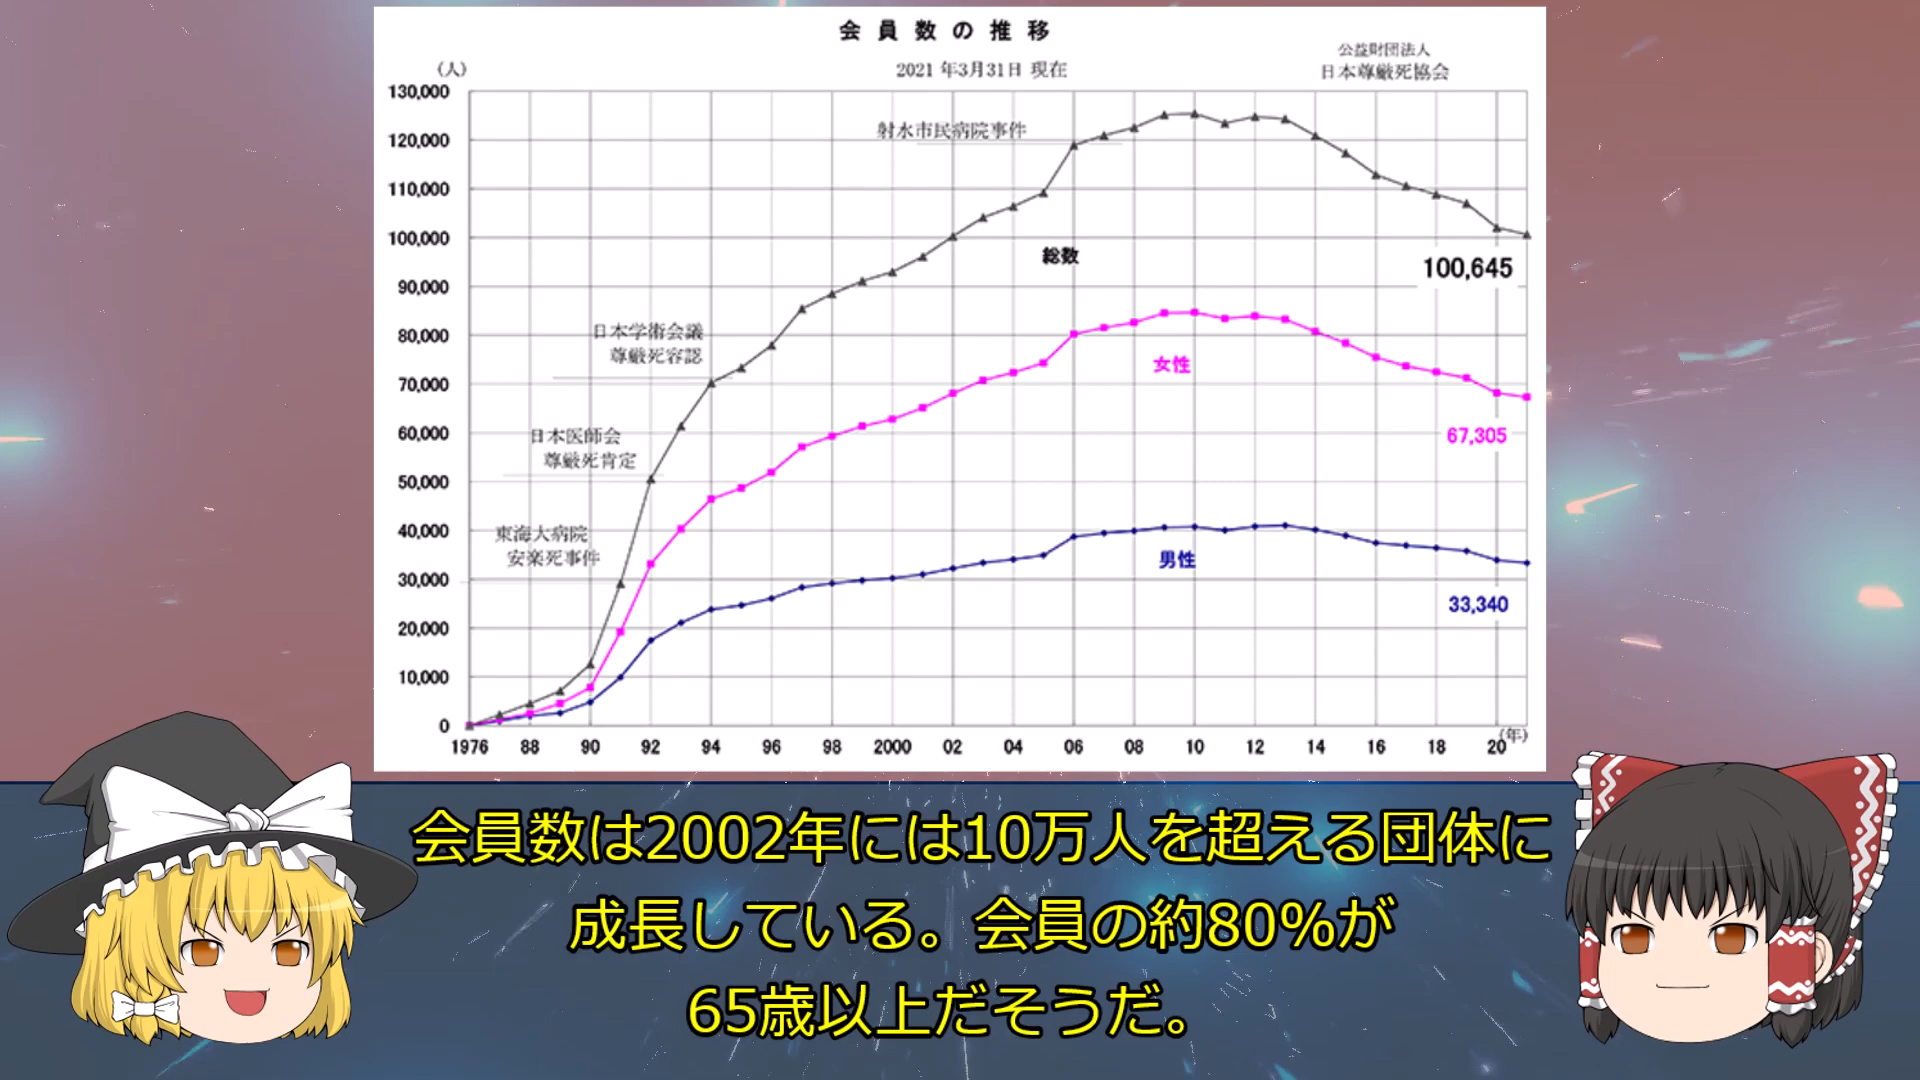 会員数の推移
2021年3月31日 現在
公益財団法人
日本尊厳死協会
(人)
130,000
120,000
110,000
100,000
90,000
80,000
70,000
60,000
50,000
40,000
30,000
20,000
10,000
0
射水市民病院事件
総数
100,645
日本学術会議
尊厳死容認
女性
67,305
日本医師会
尊厳死肯定
東海大病院
安楽死事件
男性
33,340
(年)
1976 88 90 92 94 96 98 2000 02 04 06 08 10 12 14 16 18 20
会員数は2002年には10万人を超える団体に
成長している。会員の約80%が
65歳以上だそうだ。